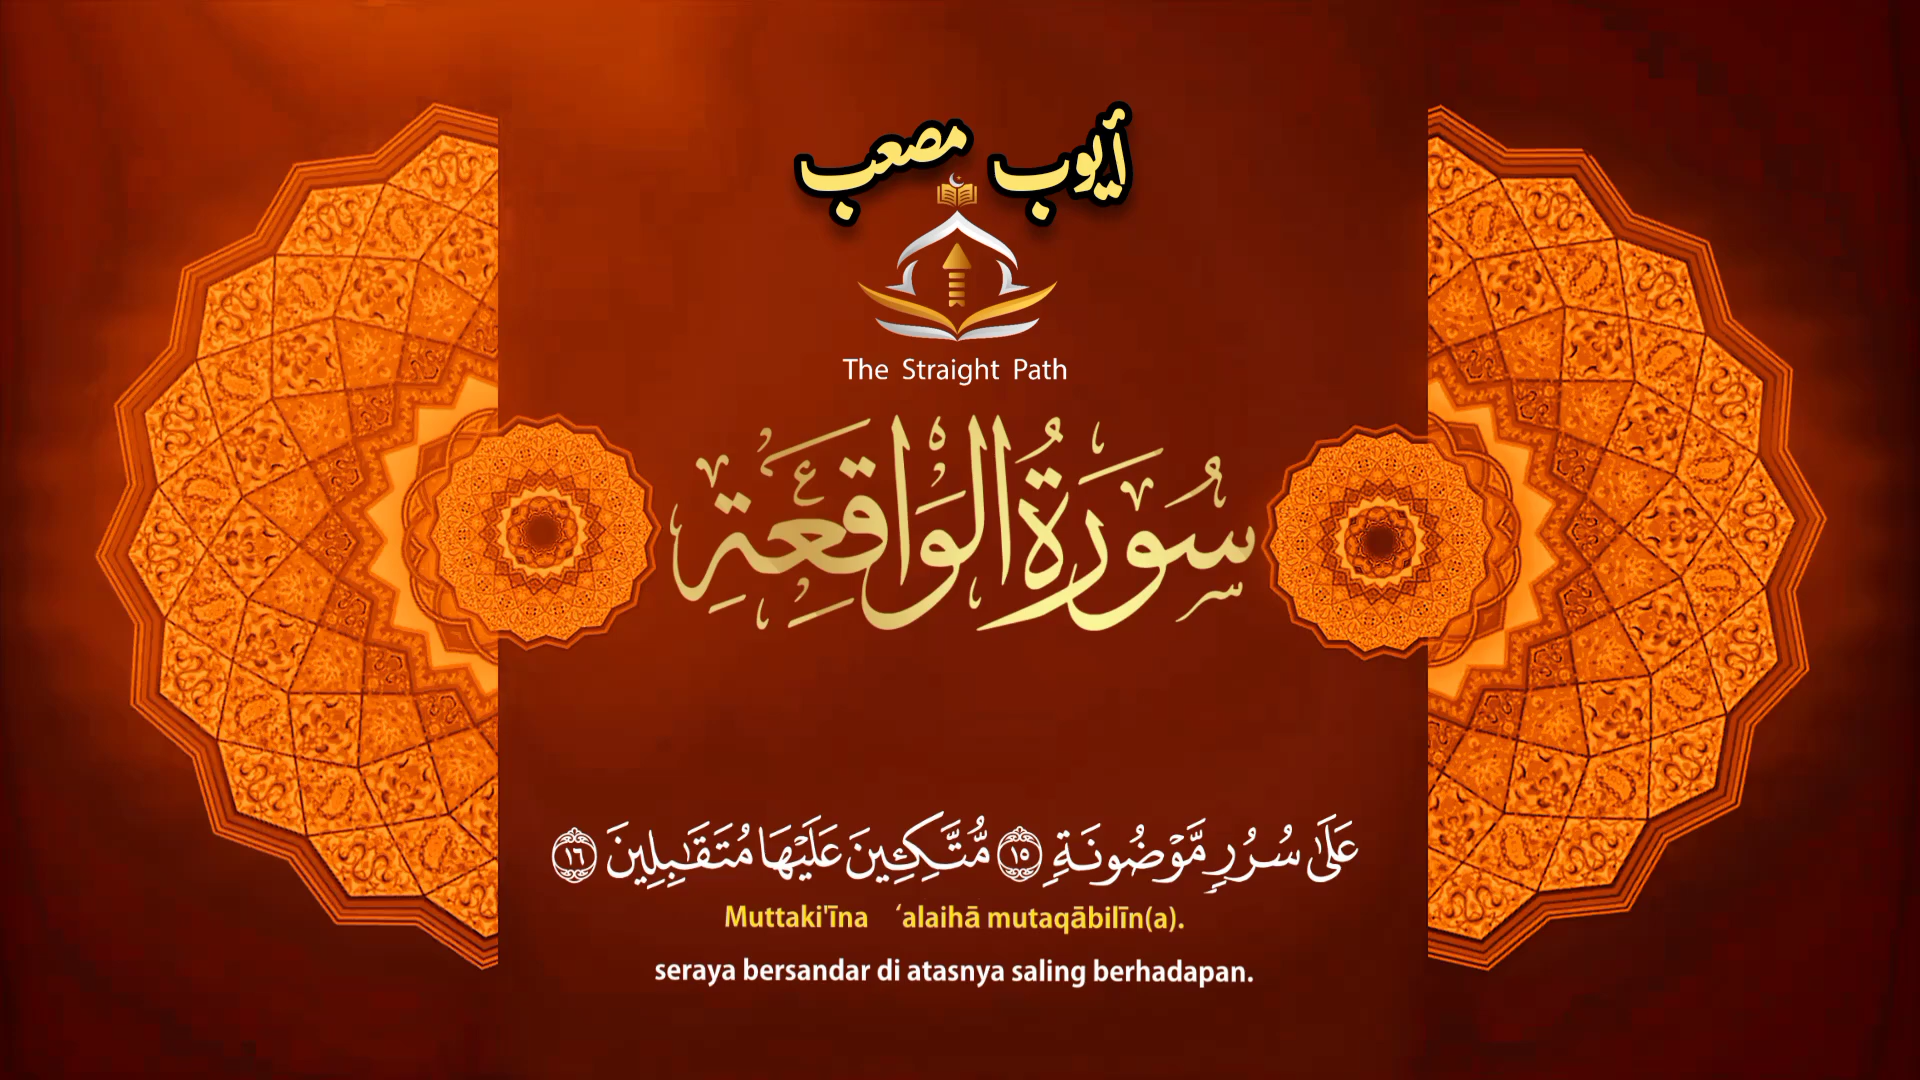 أيوب مصعب
The Straight Path
سُورَةُ الْوَاقِعَةِ
عَلَىٰ سُرُرٍ مَّوْضُونَةٍ ١٥ مُّتَّكِـِٔينَ عَلَيْهَا مُتَقَـٰبِلِينَ ١٦
Muttaki'īna ‘alaihā mutaqābilīn(a).
seraya bersandar di atasnya saling berhadapan.